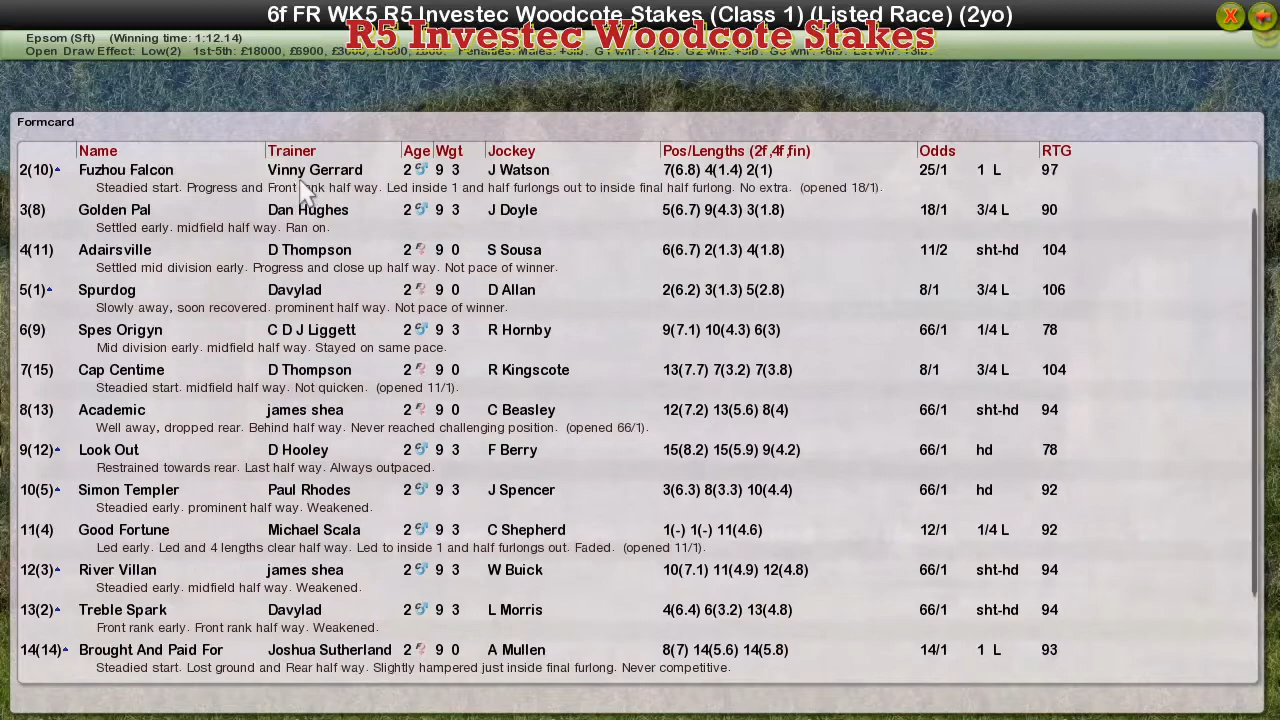 6f FR WK5 R5 Investec Woodcote Stakes (Class 1) (Listed Race) (2yo)
R5 Investec Woodcote Stakes
Epsom (Sft) (Winning time: 1:12.14)
Open Draw Effect: Low(2) 1st-5th: £18000, £6900,
Formcard
Name Trainer Age Wgt Jockey Pos/Lengths (2f,4f,fin) Odds RTG
2(10) Fuzhou Falcon Vinny Gerrard 2 9 3 J Watson 7(6.8) 4(1.4) 2(1) 25/1 1 L 97
Steadied start. Progress and Front rank half way. Led inside 1 and half furlongs out to inside final half furlong. No extra. (opened 18/1).
3(8) Golden Pal Dan Hughes 2 9 3 J Doyle 5(6.7) 9(4.3) 3(1.8) 18/1 3/4 L 90
Settled early. midfield half way. Ran on.
4(11) Adairsville D Thompson 2 9 0 S Sousa 6(6.7) 2(1.3) 4(1.8) 11/2 sht-hd 104
Settled mid division early. Progress and close up half way. Not pace of winner.
5(1) Spurdog Davylad 2 9 0 D Allan 2(6.2) 3(1.3) 5(2.8) 8/1 3/4 L 106
Slowly away, soon recovered. prominent half way. Not pace of winner.
6(9) Spes Origyn C D J Liggett 2 9 3 R Hornby 9(7.1) 10(4.3) 6(3) 66/1 1/4 L 78
Mid division early. midfield half way. Stayed on same pace.
7(15) Cap Centime D Thompson 2 9 0 R Kingscote 13(7.7) 7(3.2) 7(3.8) 8/1 3/4 L 104
Steadied start. midfield half way. Not quicken. (opened 11/1).
8(13) Academic james shea 2 9 0 C Beasley 12(7.2) 13(5.6) 8(4) 66/1 sht-hd 94
Well away, dropped rear. Behind half way. Never reached challenging position. (opened 66/1).
9(12) Look Out D Hooley 2 9 3 F Berry 15(8.2) 15(5.9) 9(4.2) 66/1 hd 78
Restrained towards rear. Last half way. Always outpaced.
10(5) Simon Templer Paul Rhodes 2 9 3 J Spencer 3(6.3) 8(3.3) 10(4.4) 66/1 hd 92
Steadied early. prominent half way. Weakened.
11(4) Good Fortune Michael Scala 2 9 3 C Shepherd 1(-) 1(-) 11(4.6) 12/1 1/4 L 92
Led early. Led and 4 lengths clear half way. Led to inside 1 and half furlongs out. Faded. (opened 11/1).
12(3) River Villan james shea 2 9 3 W Buick 10(7.1) 11(4.9) 12(4.8) 66/1 sht-hd 94
Steadied early. midfield half way. Weakened.
13(2) Treble Spark Davylad 2 9 3 L Morris 4(6.4) 6(3.2) 13(4.8) 66/1 sht-hd 94
Front rank early. Front rank half way. Weakened.
14(14) Brought And Paid For Joshua Sutherland 2 9 0 A Mullen 8(7) 14(5.6) 14(5.8) 14/1 1 L 93
Steadied start. Lost ground and Rear half way. Slightly hampered just inside final furlong. Never competitive.